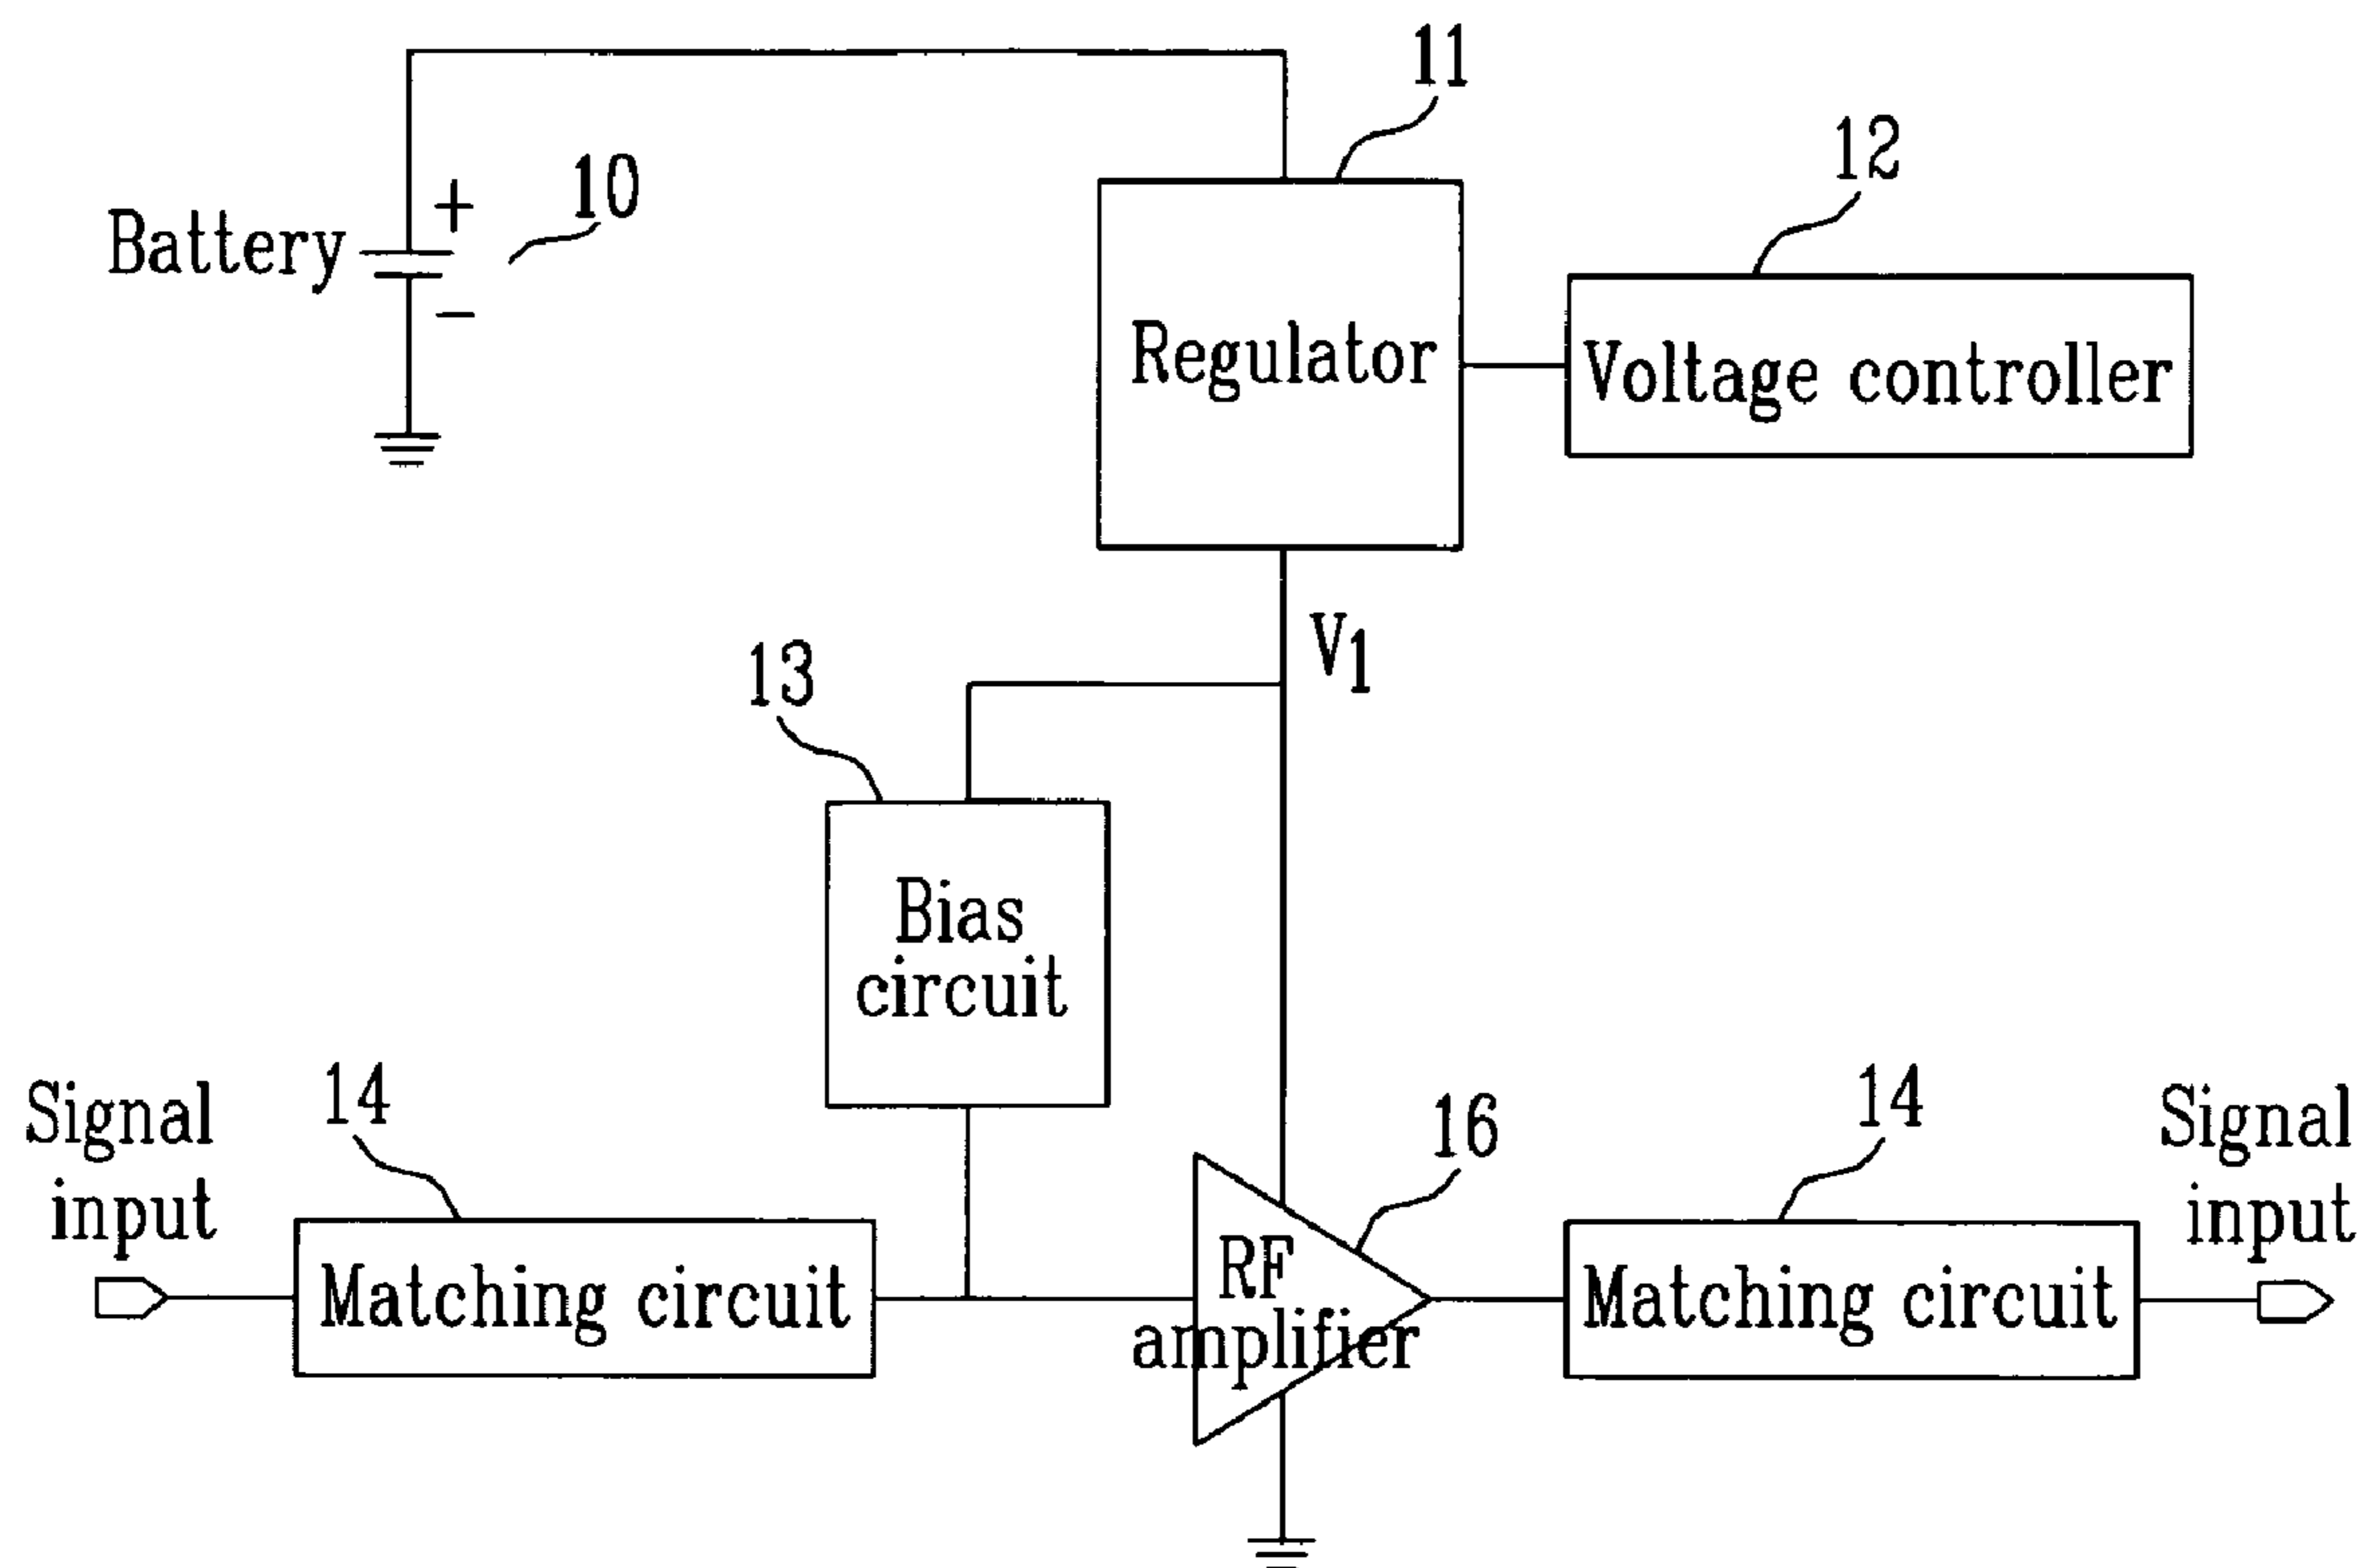 11
12
10
+
Battery
−
Regulator
Voltage controller
V1
13
Bias
circuit
14
Signal
input
Matching circuit
16
RF
amplifier
14
Signal
input
Matching circuit